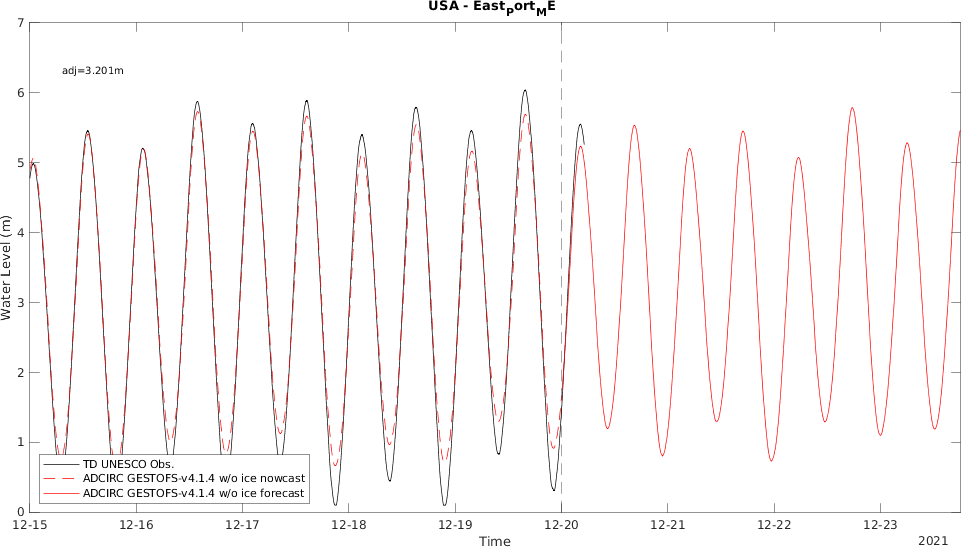 USA - EastPortME
7
adj=3.201m
6
5
4
3
2
1
0
Water Level (m)
TD UNESCO Obs.
ADCIRC GESTOFS-v4.1.4 w/o ice nowcast
ADCIRC GESTOFS-v4.1.4 w/o ice forecast
12-15 12-16 12-17 12-18 12-19 12-20 12-21 12-22 12-23
Time
2021